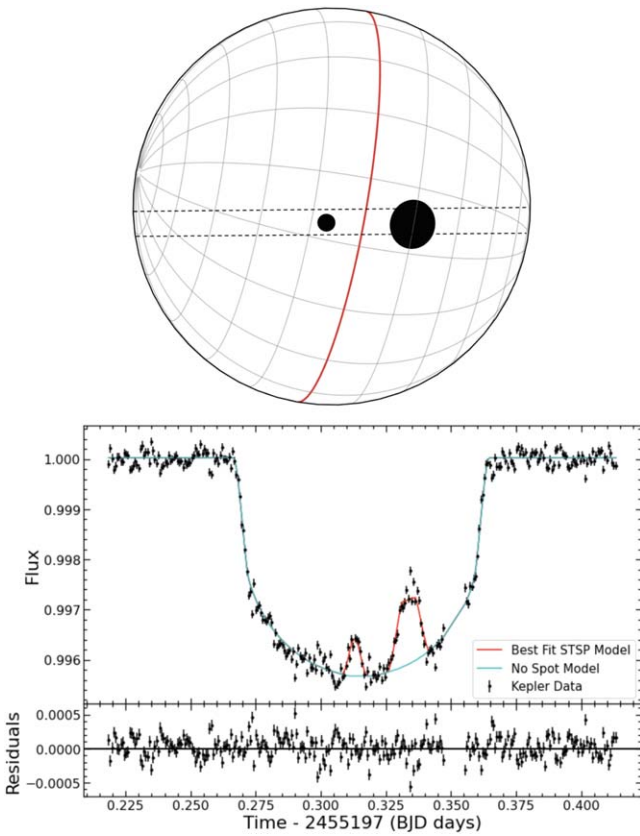 1.000
0.999
0.998
0.997
0.996
Flux
Best Fit STSP Model
No Spot Model
Kepler Data
0.0005
0.0000
−0.0005
Residuals
0.225 0.250 0.275 0.300 0.325 0.350 0.375 0.400
Time - 2455197 (BJD days)